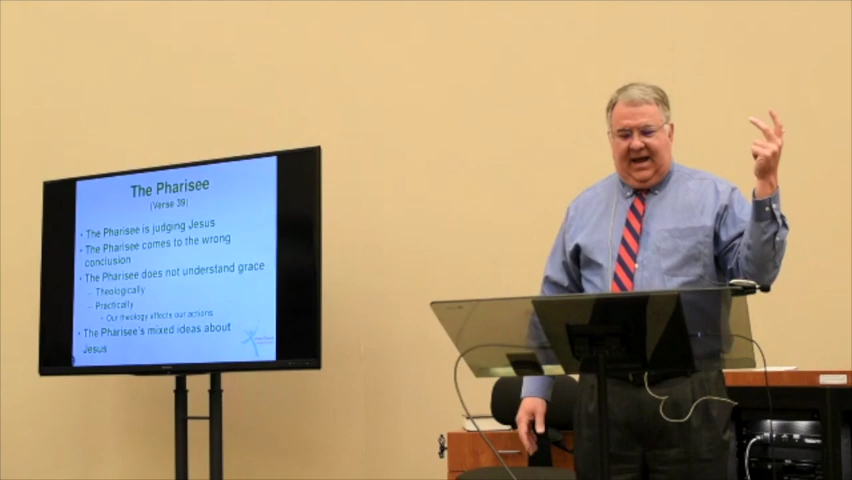 The Pharisee
(Verse 39)
• The Pharisee is judging Jesus
• The Pharisee comes to the wrong
conclusion
• The Pharisee does not understand grace
– Theologically
– Practically
• Our theology affects our actions
• The Pharisee's mixed ideas about
Jesus